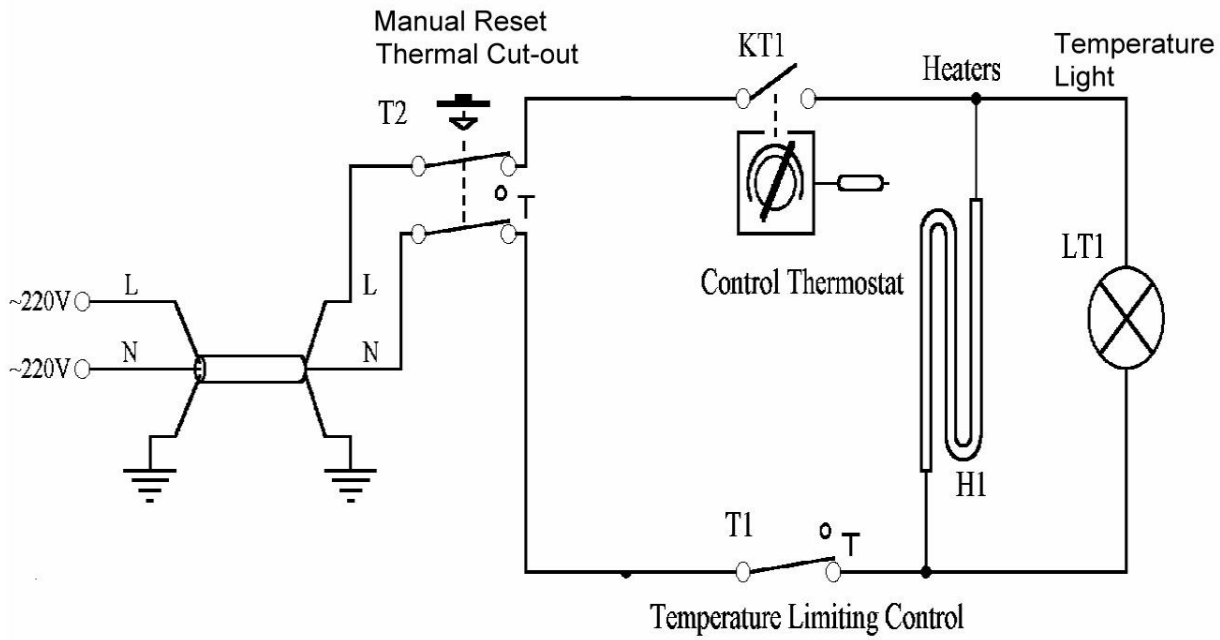 Manual Reset
Thermal Cut-out
T2
KT1
Heaters
Temperature
Light
° T
Control Thermostat
LT1
~220V L L
~220V N N
H1
T1
° T
Temperature Limiting Control